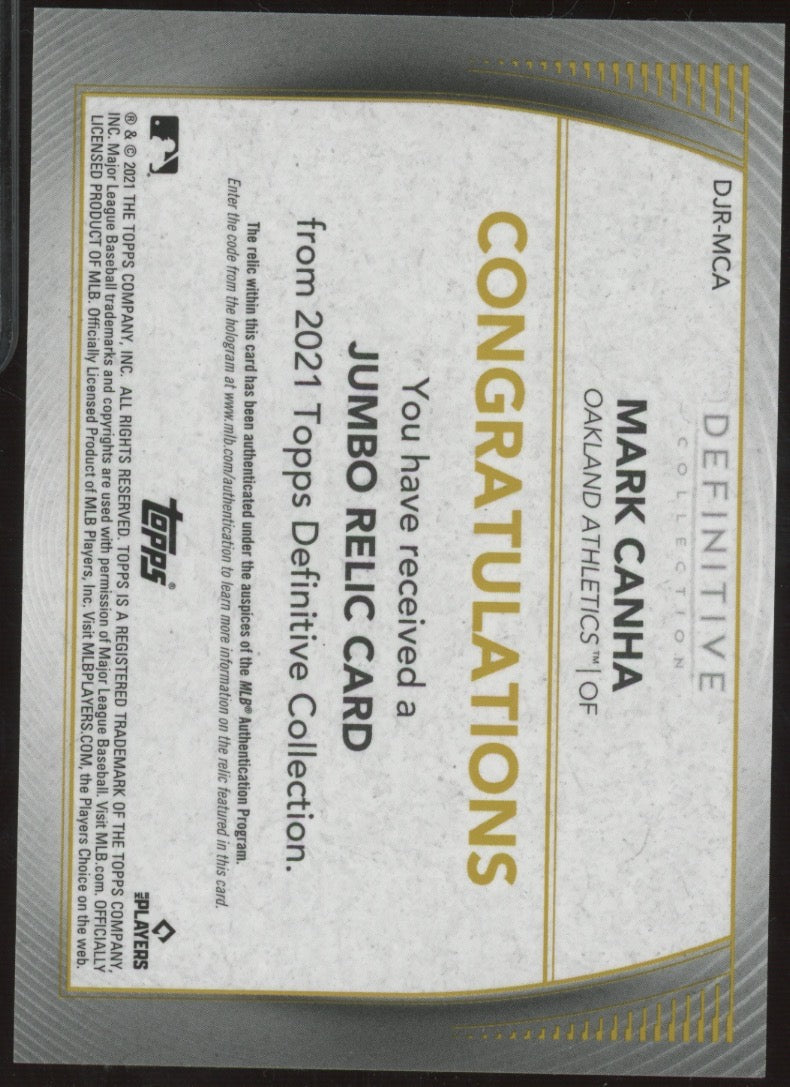 DJR-MCA
DEFINITIVE
COLLECTION
MARK CANHA
OAKLAND ATHLETICS™ | OF
CONGRATULATIONS
You have received a
JUMBO RELIC CARD
from 2021 Topps Definitive Collection.
The relic within this card has been authenticated under the auspices of the MLB® Authentication Program.
Enter the code from the hologram at www.mlb.com/authentication to learn more information on the relic featured in this card.
topps®
MLB PLAYERS
® & © 2021 THE TOPPS COMPANY, INC. ALL RIGHTS RESERVED. TOPPS IS A REGISTERED TRADEMARK OF THE TOPPS COMPANY,
INC. Major League Baseball trademarks and copyrights are used with permission of Major League Baseball. Visit MLB.com. OFFICIALLY
LICENSED PRODUCT OF MLB. Officially Licensed Product of MLB Players, Inc. Visit MLBPLAYERS.COM, the Players Choice on the web.